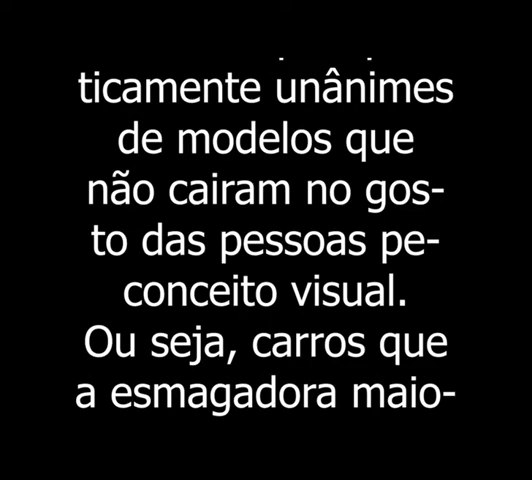 ticamente unânimes
de modelos que
não cairam no gos-
to das pessoas pe-
conceito visual.
Ou seja, carros que
a esmagadora maio-